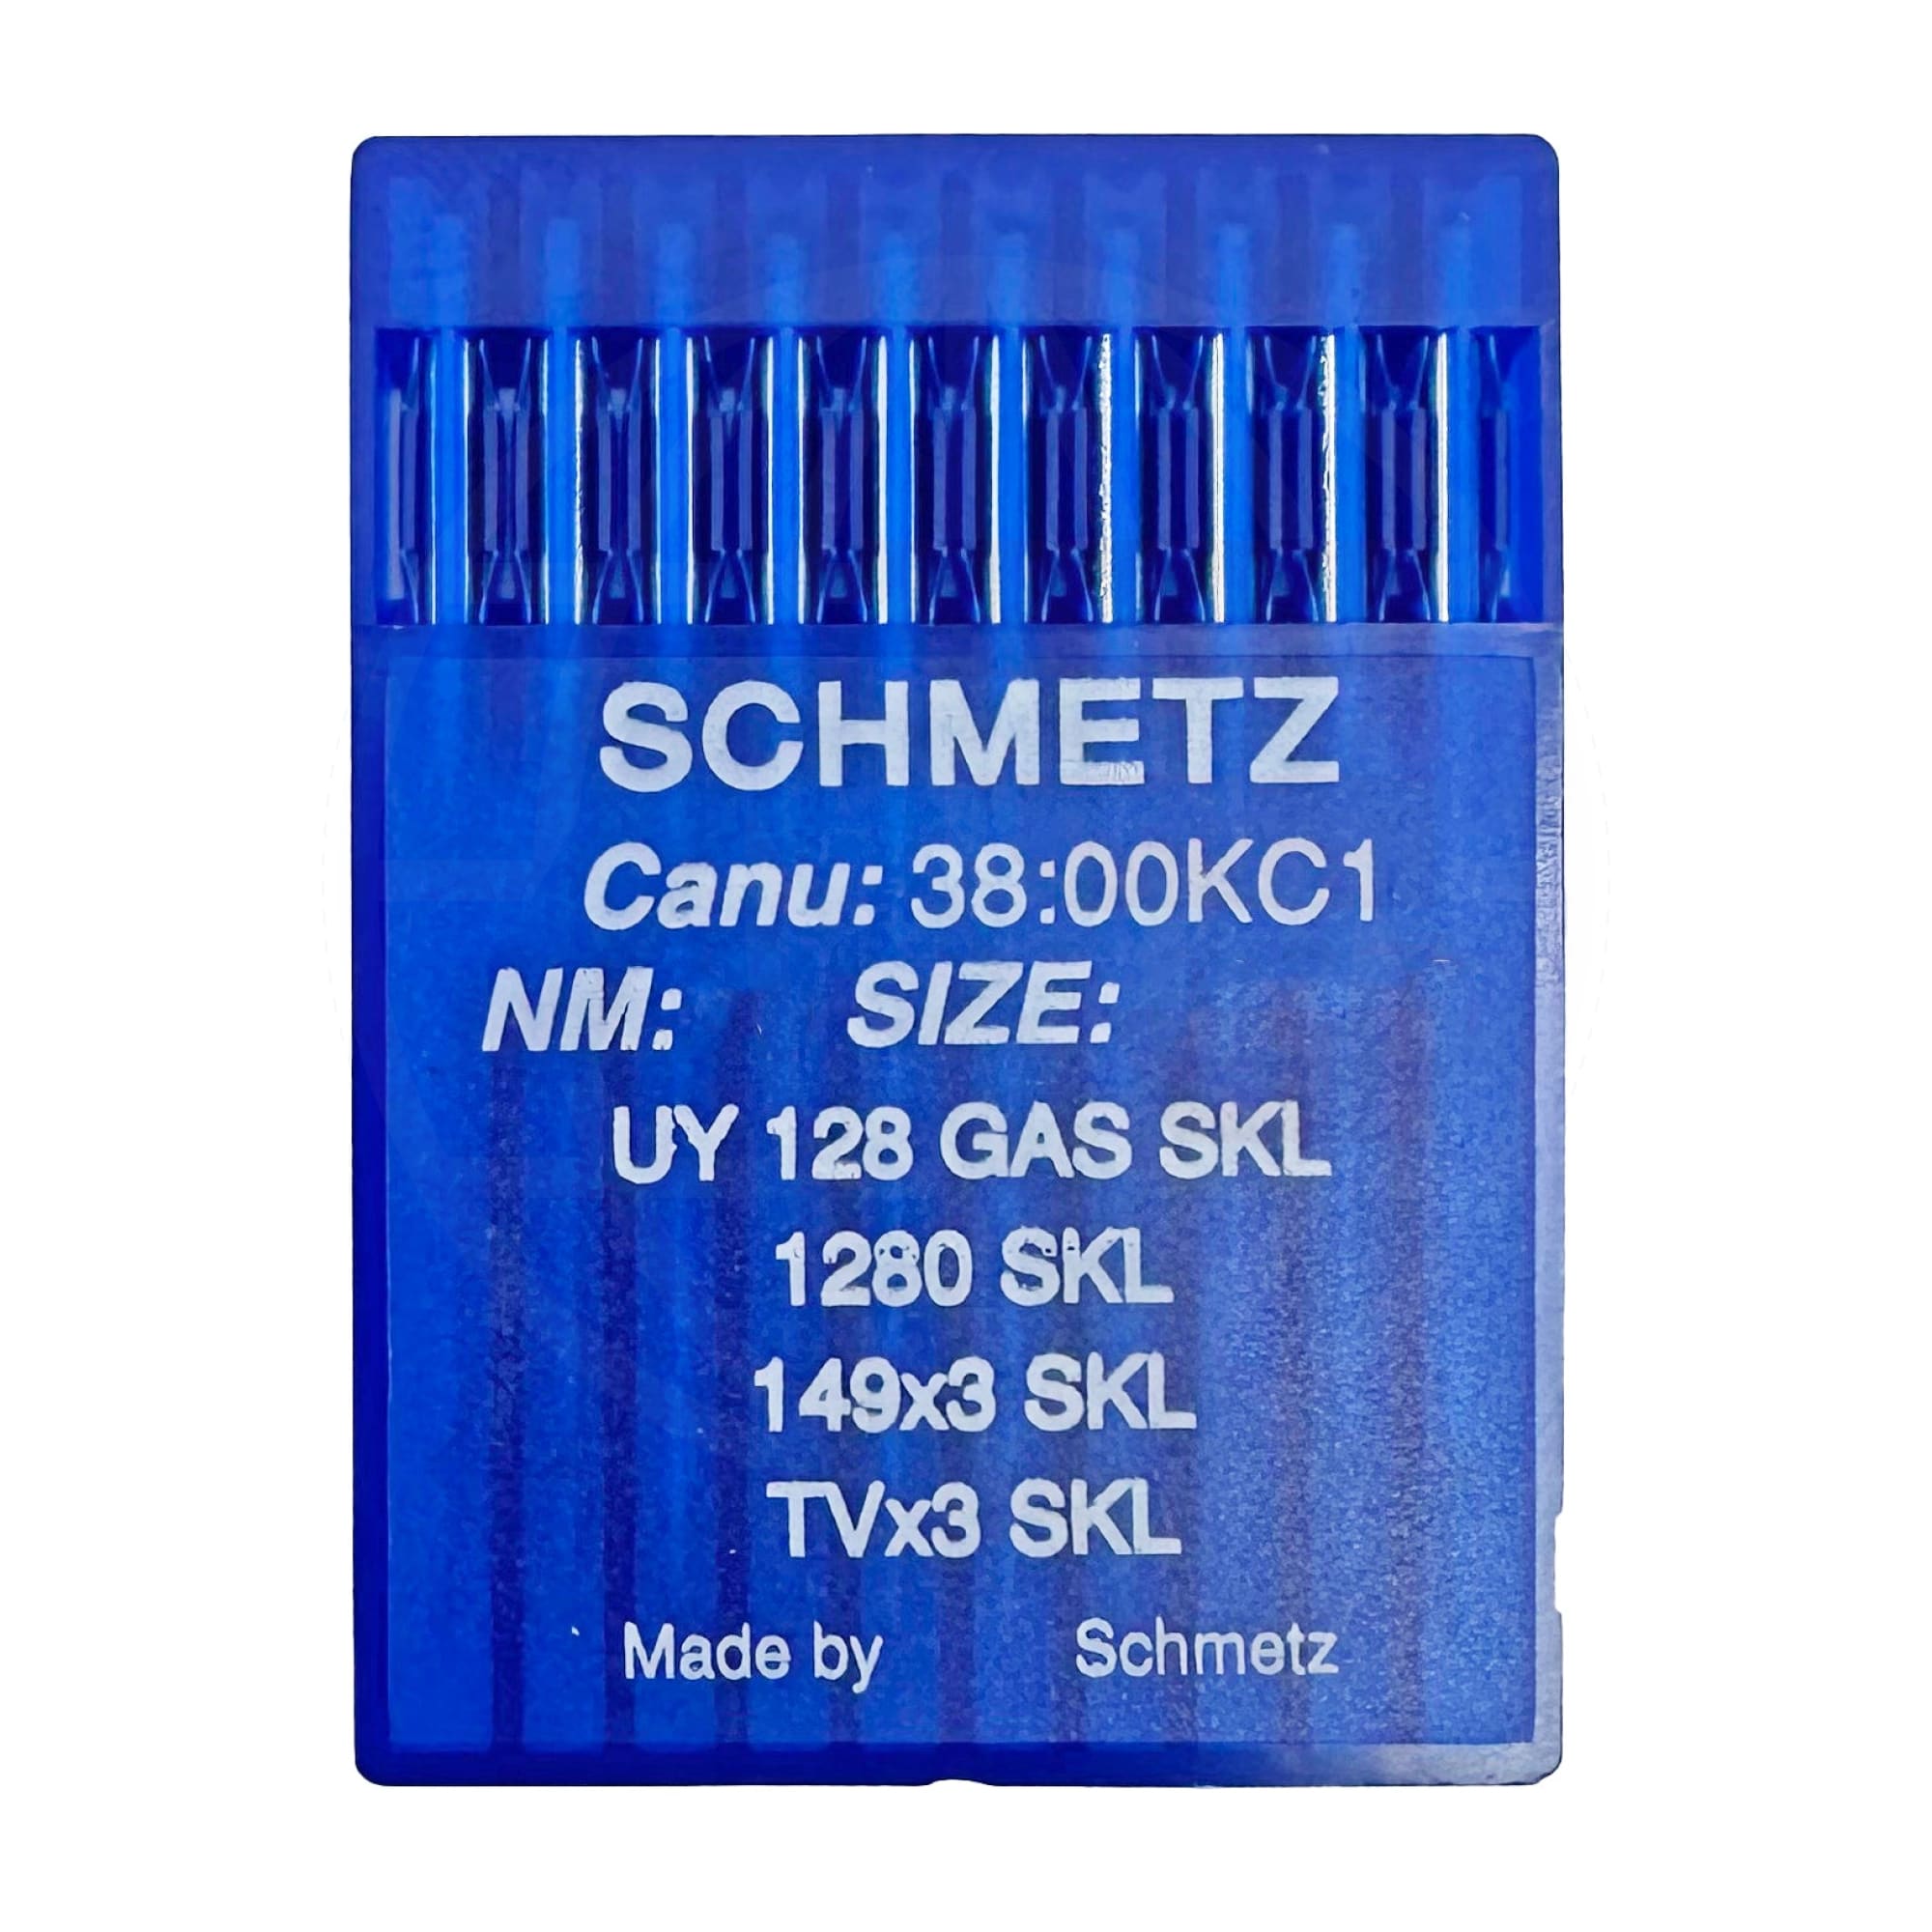 SCHMETZ
Canu: 38:00KC1
NM: SIZE:
UY 128 GAS SKL
1280 SKL
149x3 SKL
TVx3 SKL
Made by Schmetz